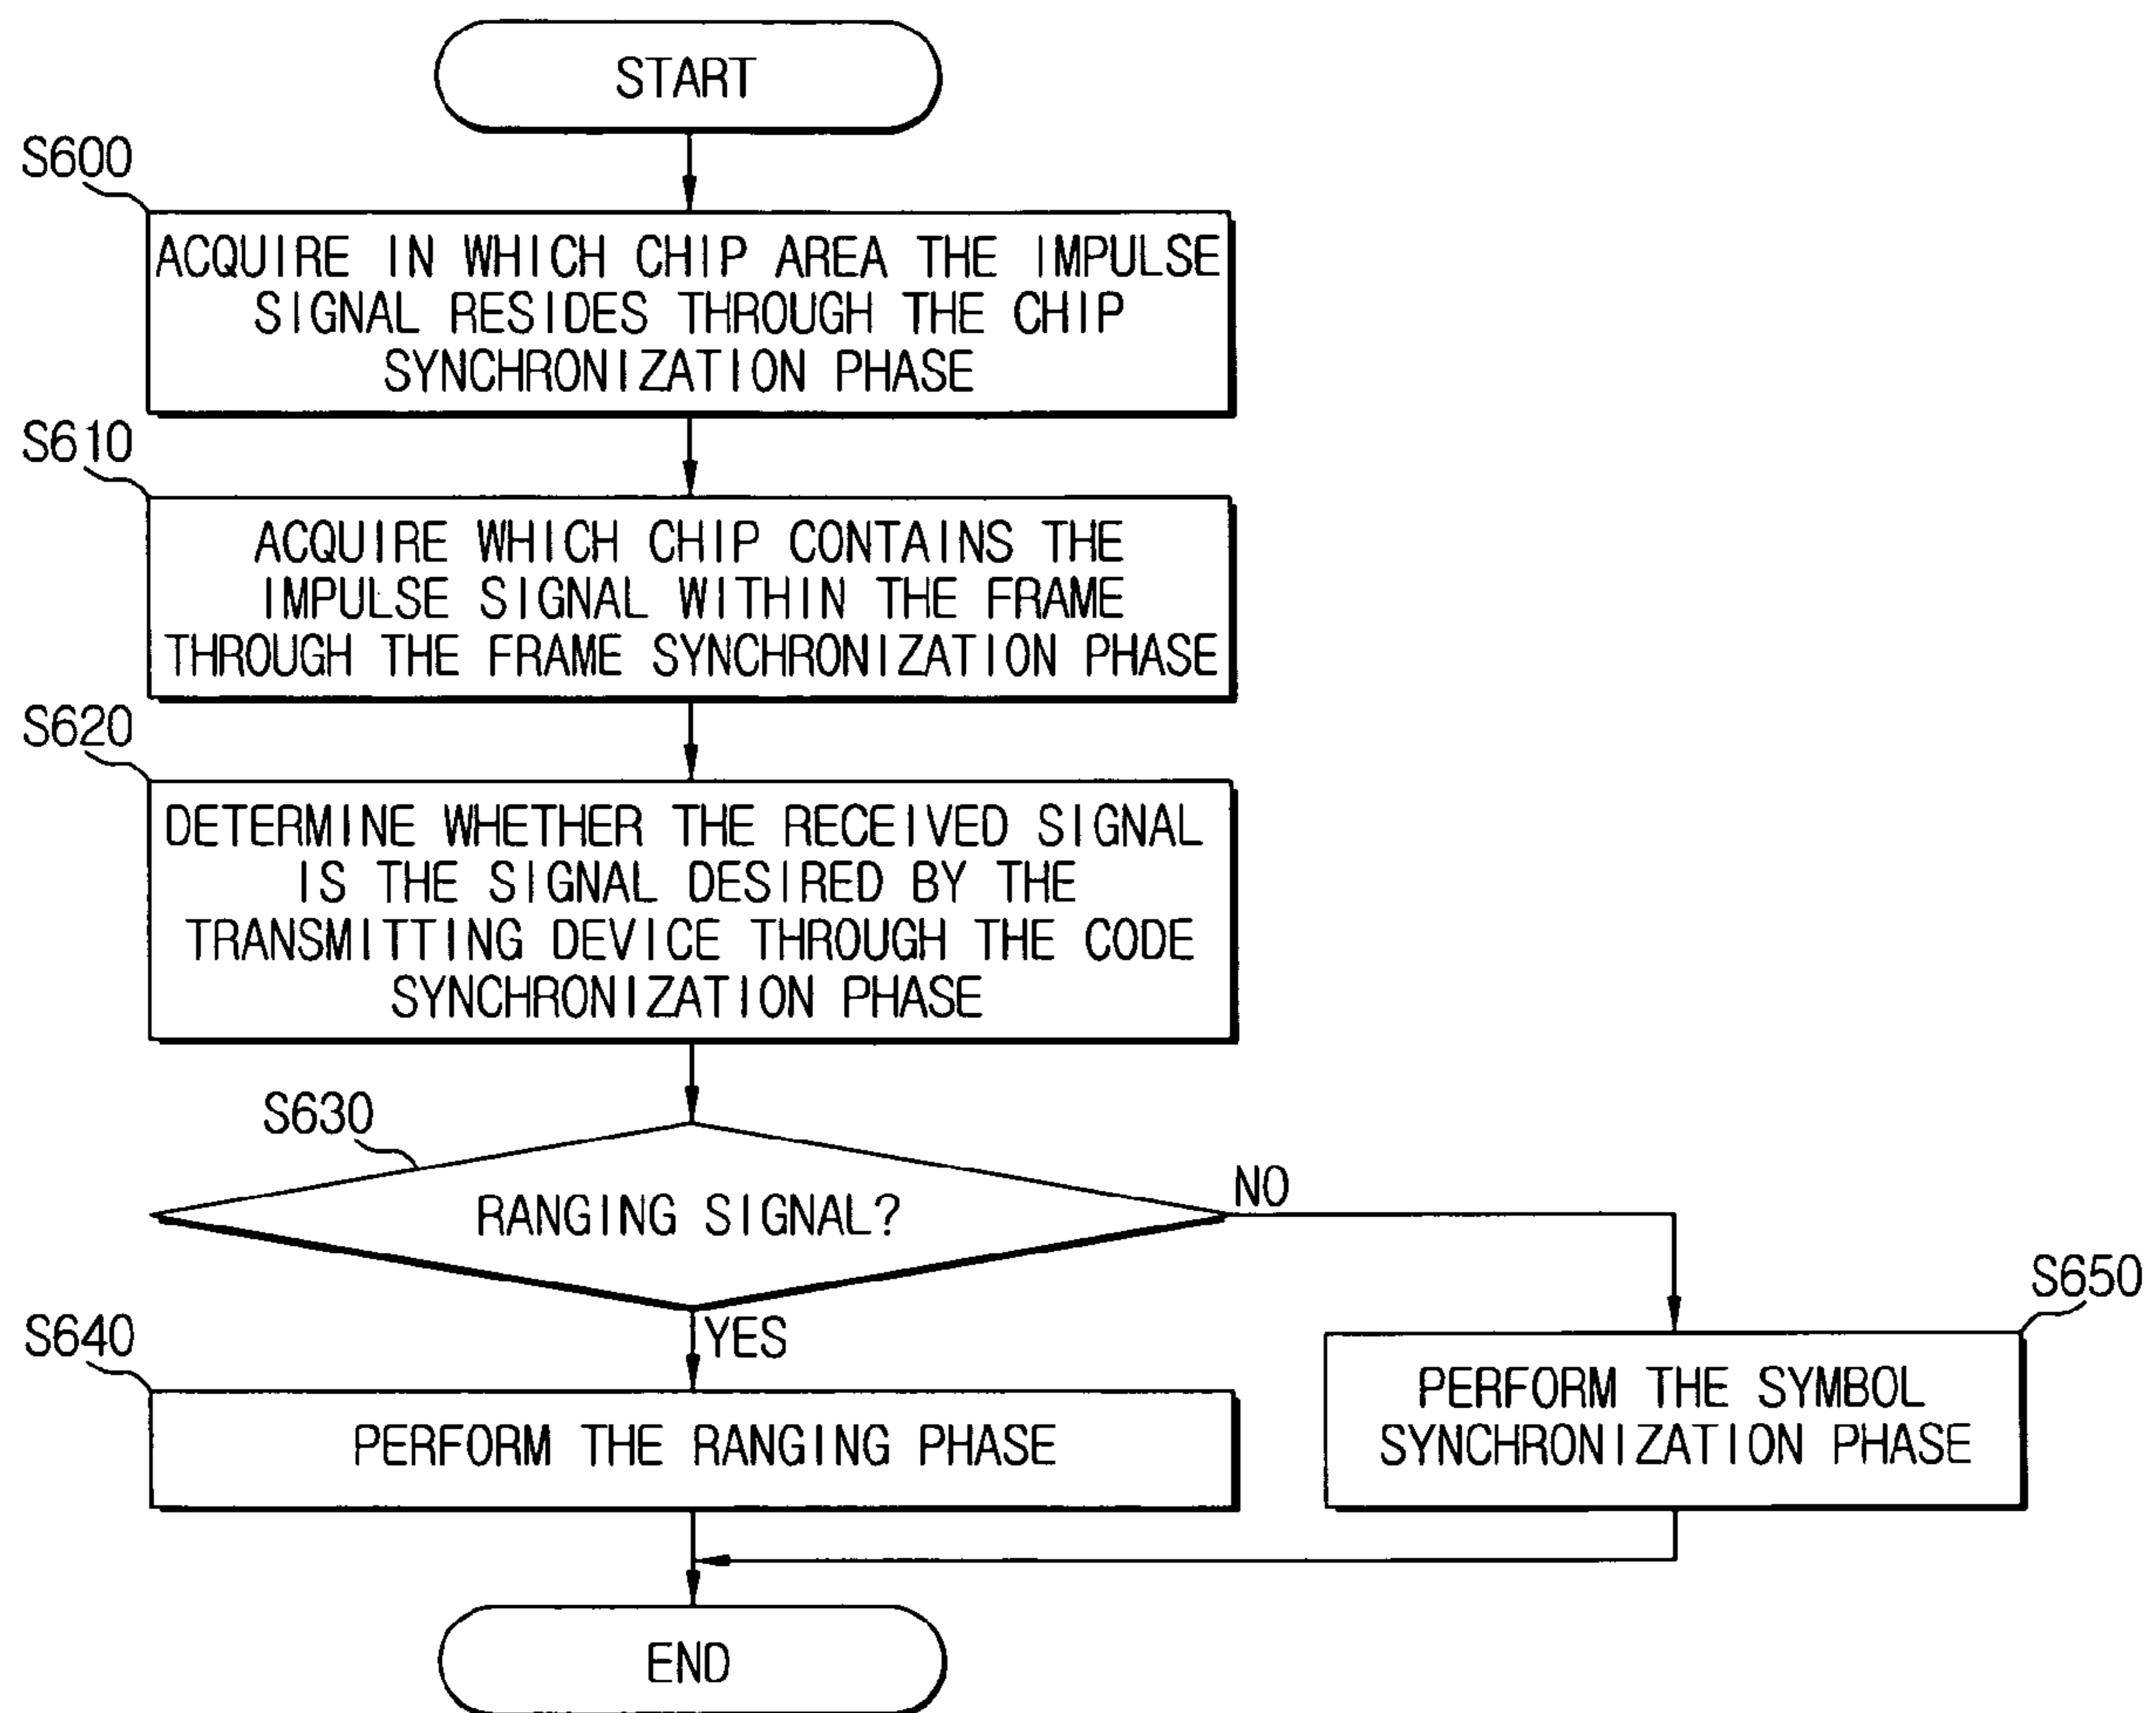 START
S600
ACQUIRE IN WHICH CHIP AREA THE IMPULSE
SIGNAL RESIDES THROUGH THE CHIP
SYNCHRONIZATION PHASE
S610
ACQUIRE WHICH CHIP CONTAINS THE
IMPULSE SIGNAL WITHIN THE FRAME
THROUGH THE FRAME SYNCHRONIZATION PHASE
S620
DETERMINE WHETHER THE RECEIVED SIGNAL
IS THE SIGNAL DESIRED BY THE
TRANSMITTING DEVICE THROUGH THE CODE
SYNCHRONIZATION PHASE
S630
RANGING SIGNAL?
NO
YES
S640
PERFORM THE RANGING PHASE
S650
PERFORM THE SYMBOL
SYNCHRONIZATION PHASE
END